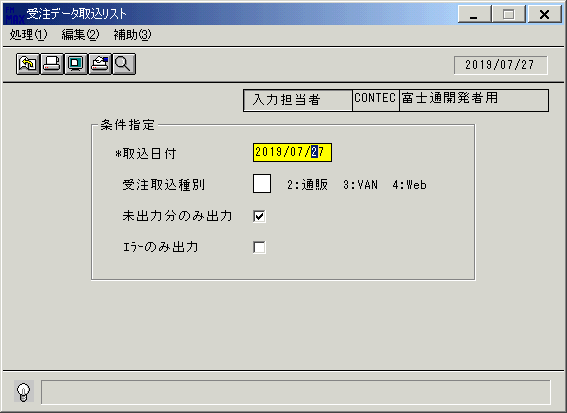 受注データ取込リスト
処理(1) 編集(2) 補助(3)
2019/07/27
入力担当者 CONTEC 富士通開発者用
条件指定
*取込日付 2019/07/27
受注取込種別 2:通販 3:VAN 4:Web
未出力分のみ出力
ｴﾗｰのみ出力